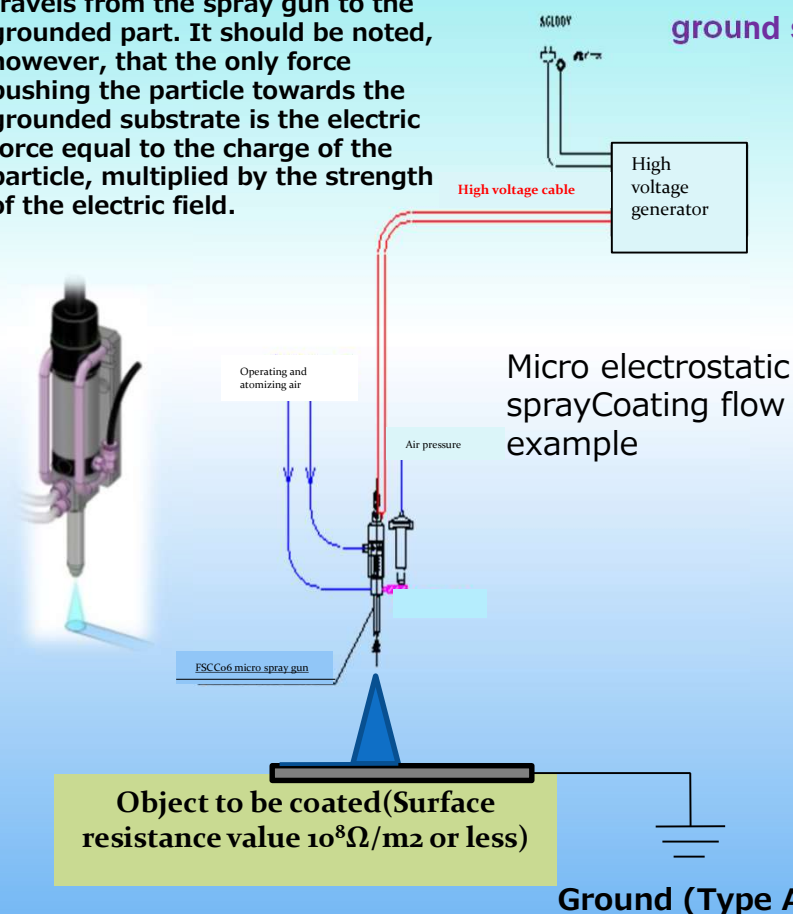 travels from the spray gun to the
grounded part. It should be noted,
however, that the only force
pushing the particle towards the
grounded substrate is the electric
force equal to the charge of the
particle, multiplied by the strength
of the electric field.
ground s
High
voltage
generator
High voltage cable
Operating and
atomizing air
Micro electrostatic
sprayCoating flow
example
Air pressure
FSCC06 micro spray gun
Object to be coated(Surface
resistance value 10⁸Ω/m2 or less)
Ground (Type A